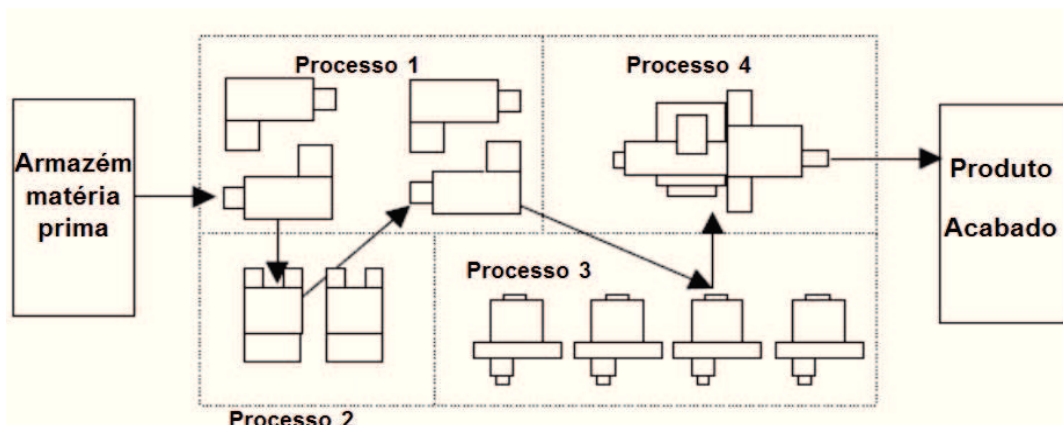 Processo 1
Processo 4
Armazém
matéria
prima
Produto
Acabado
Processo 3
Processo 2